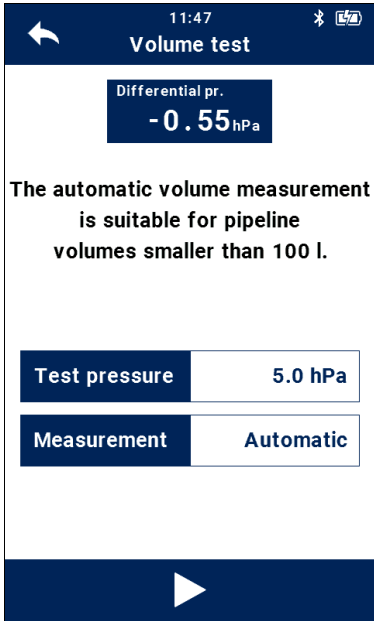 11:47
Volume test
Differential pr.
-0.55hPa
The automatic volume measurement
is suitable for pipeline
volumes smaller than 100 l.
Test pressure 5.0 hPa
Measurement Automatic